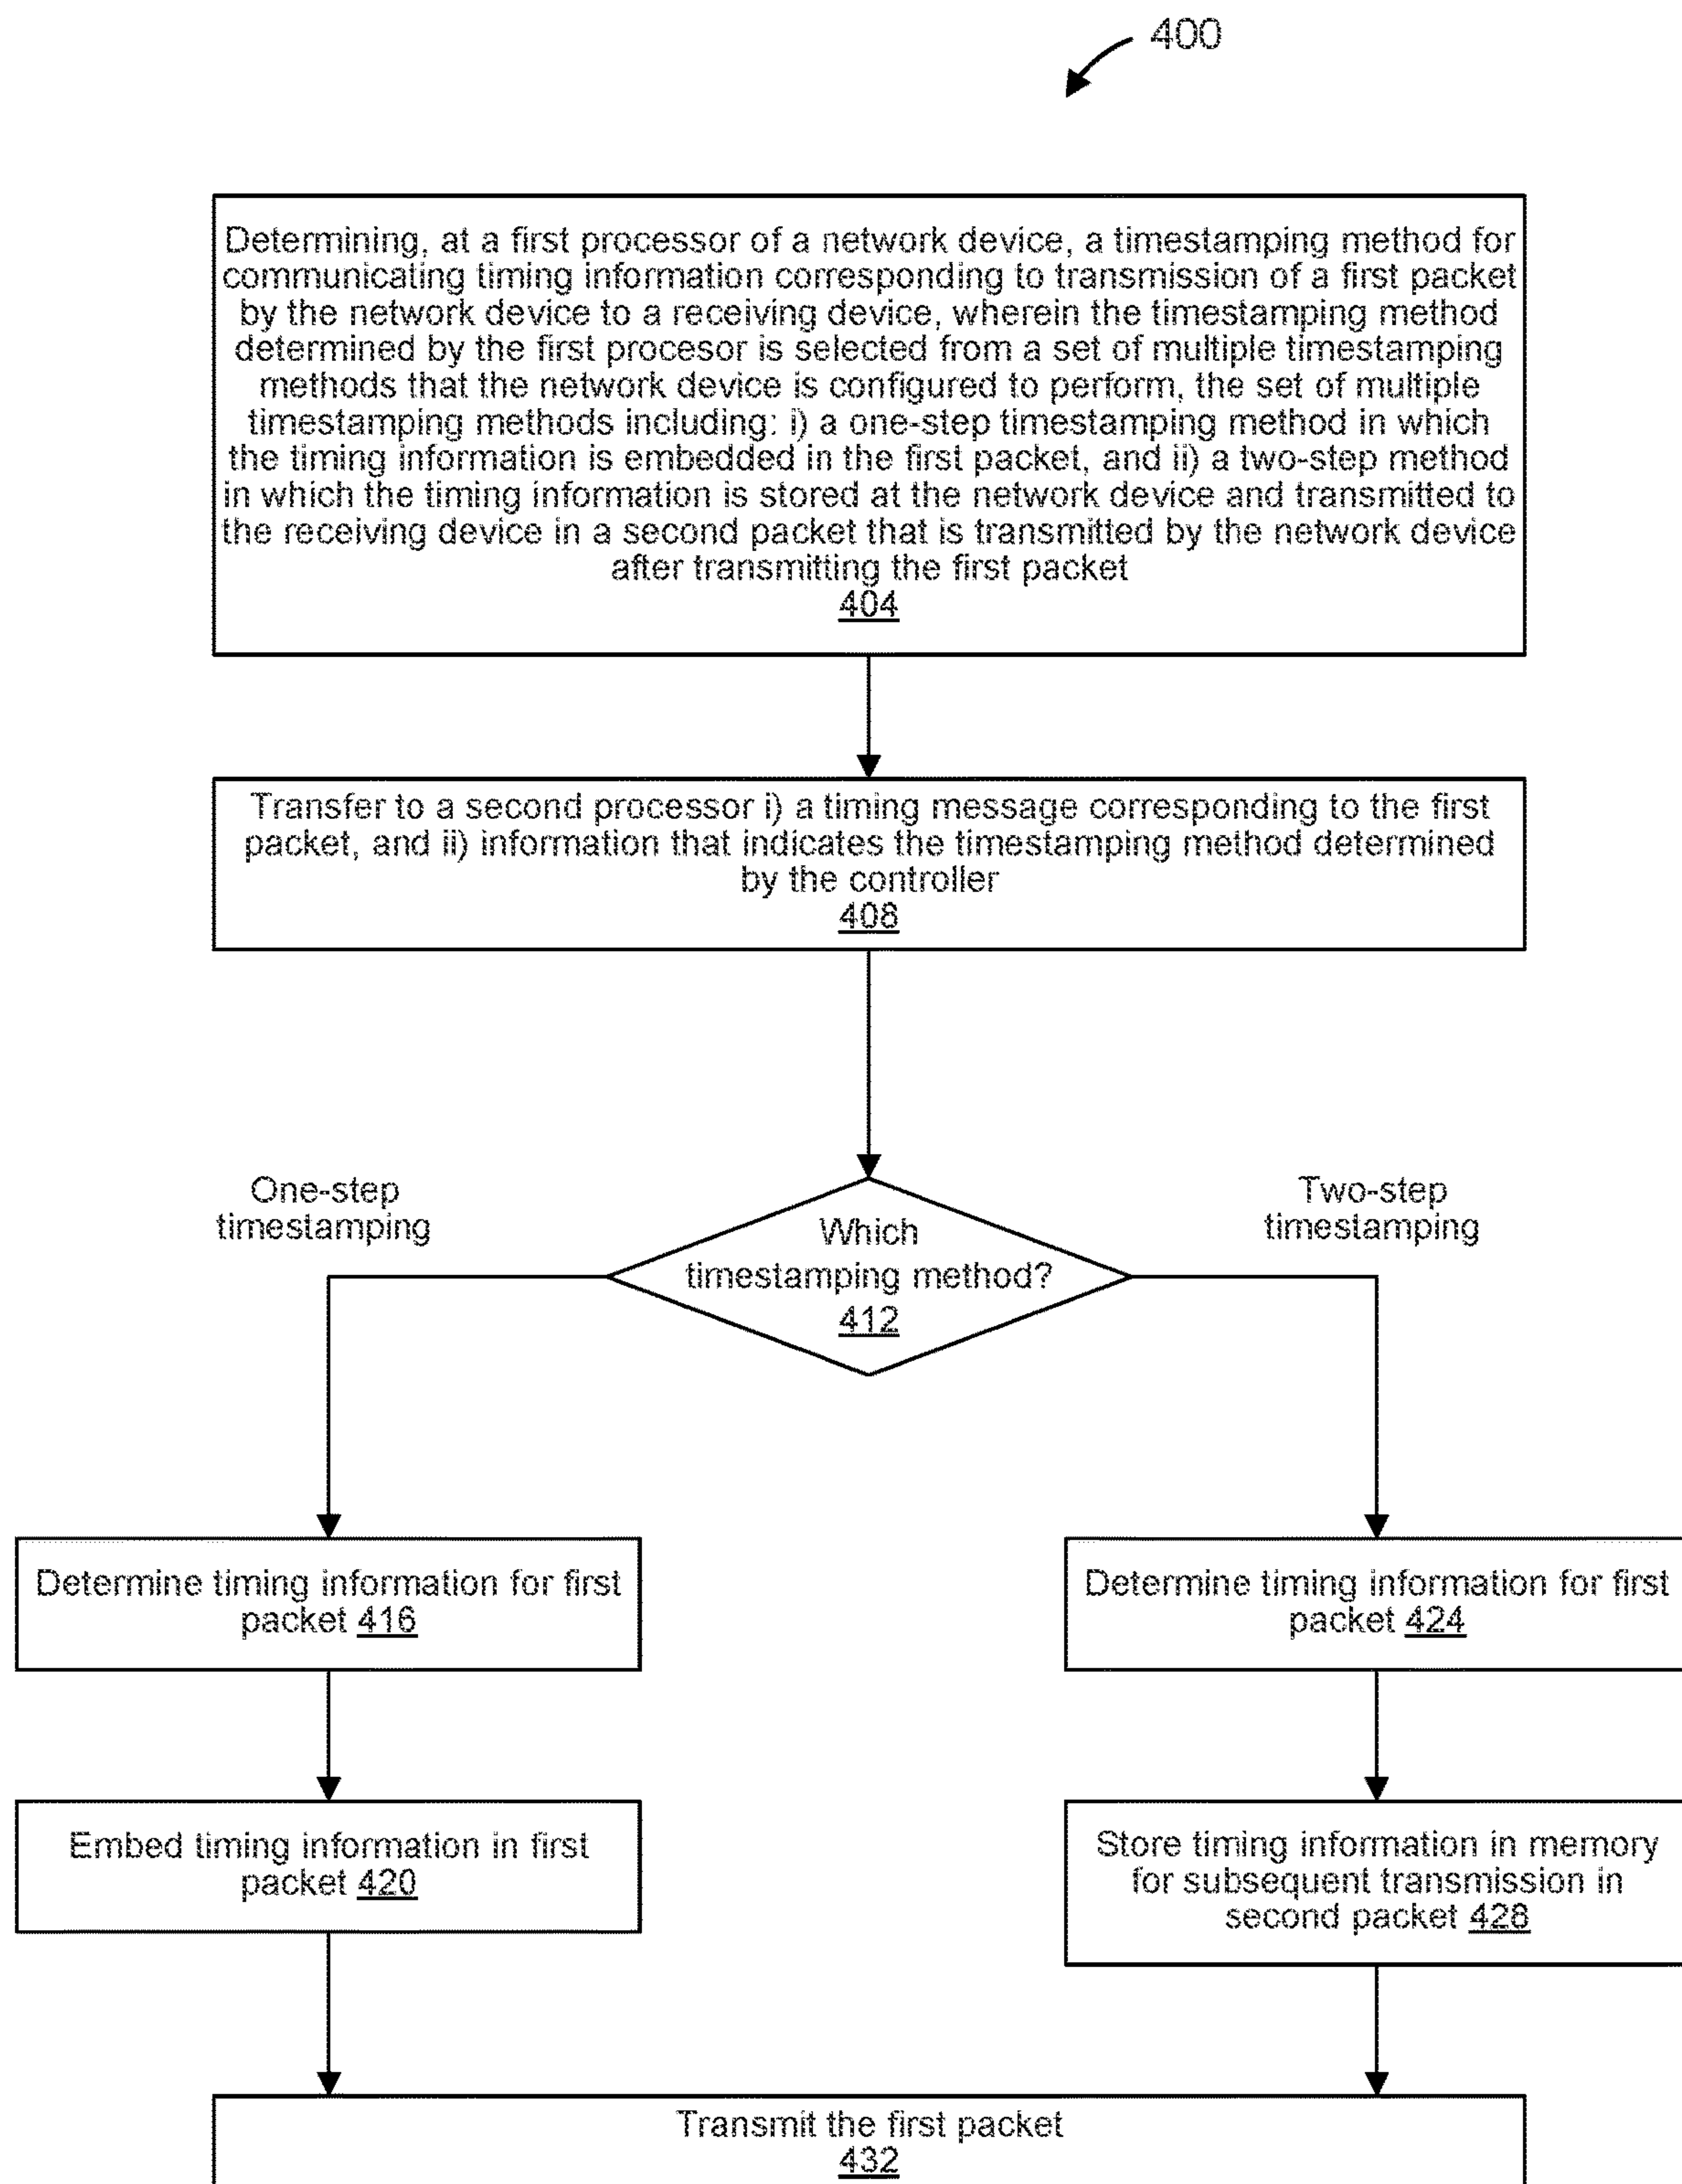 400
Determining, at a first processor of a network device, a timestamping method for
communicating timing information corresponding to transmission of a first packet
by the network device to a receiving device, wherein the timestamping method
determined by the first procesor is selected from a set of multiple timestamping
methods that the network device is configured to perform, the set of multiple
timestamping methods including: i) a one-step timestamping method in which
the timing information is embedded in the first packet, and ii) a two-step method
in which the timing information is stored at the network device and transmitted to
the receiving device in a second packet that is transmitted by the network device
after transmitting the first packet
404
Transfer to a second processor i) a timing message corresponding to the first
packet, and ii) information that indicates the timestamping method determined
by the controller
408
One-step
timestamping
Which
timestamping method?
412
Two-step
timestamping
Determine timing information for first
packet 416
Determine timing information for first
packet 424
Embed timing information in first
packet 420
Store timing information in memory
for subsequent transmission in
second packet 428
Transmit the first packet
432